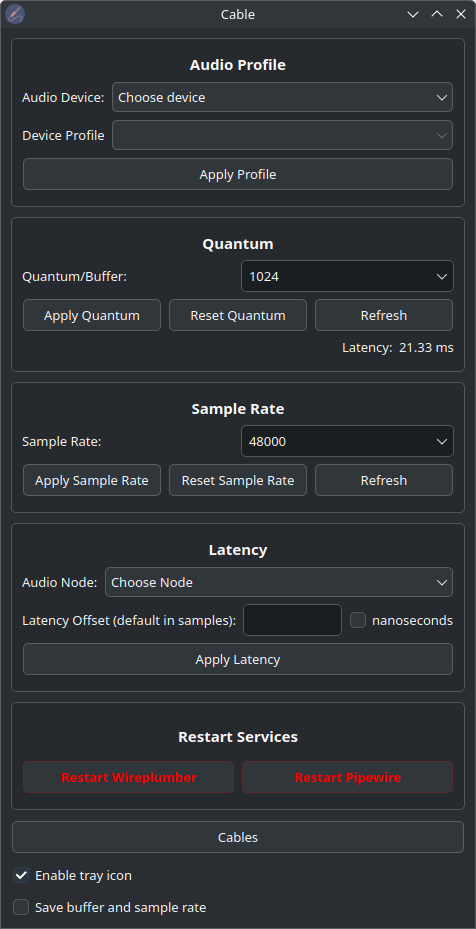 Cable
Audio Profile
Audio Device: Choose device
Device Profile
Apply Profile
Quantum
Quantum/Buffer: 1024
Apply Quantum Reset Quantum Refresh
Latency: 21.33 ms
Sample Rate
Sample Rate: 48000
Apply Sample Rate Reset Sample Rate Refresh
Latency
Audio Node: Choose Node
Latency Offset (default in samples): nanoseconds
Apply Latency
Restart Services
Restart Wireplumber Restart Pipewire
Cables
Enable tray icon
Save buffer and sample rate